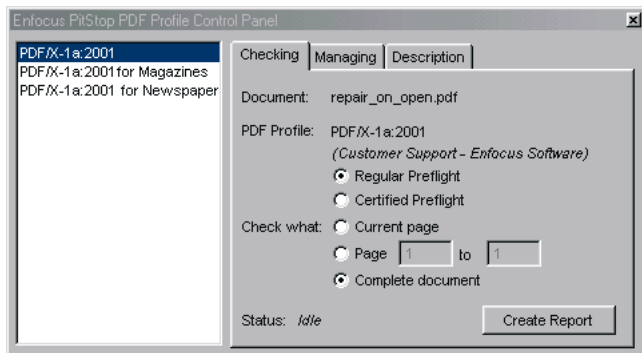 Enfocus PitStop PDF Profile Control Panel
PDF/X-1a:2001
PDF/X-1a:2001for Magazines
PDF/X-1a:2001 for Newspaper
Checking
Managing
Description
Document: repair_on_open.pdf
PDF Profile: PDF/X-1a:2001
(Customer Support - Enfocus Software)
Regular Preflight
Certified Preflight
Check what: Current page
Page 1 to 1
Complete document
Status: Idle
Create Report